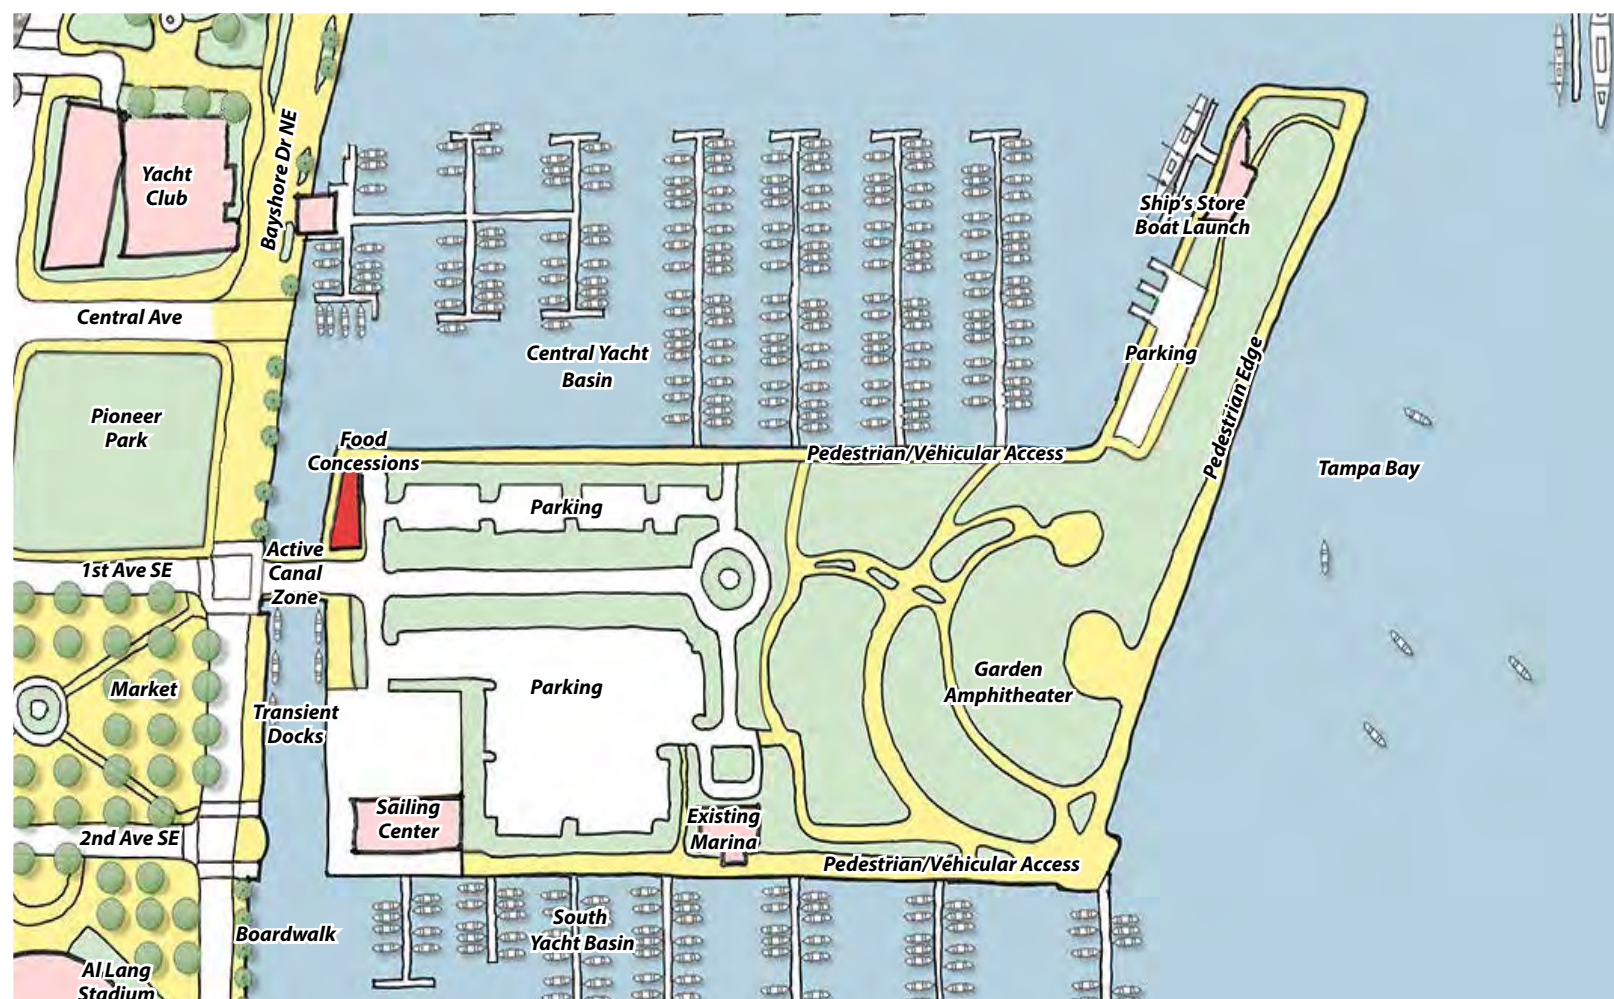 Yacht
Club
Bayshore Dr NE
Ship's Store
Boat Launch
Central Ave
Central Yacht
Basin
Parking
Pedestrian Edge
Pioneer
Park
Food
Concessions
Pedestrian/Vehicular Access
Tampa Bay
Parking
1st Ave SE
Active
Canal
Zone
Market
Parking
Garden
Amphitheater
Transient
Docks
Sailing
Center
Existing
Marina
2nd Ave SE
Pedestrian/Vehicular Access
South
Yacht Basin
Boardwalk
Al Lang
Stadium